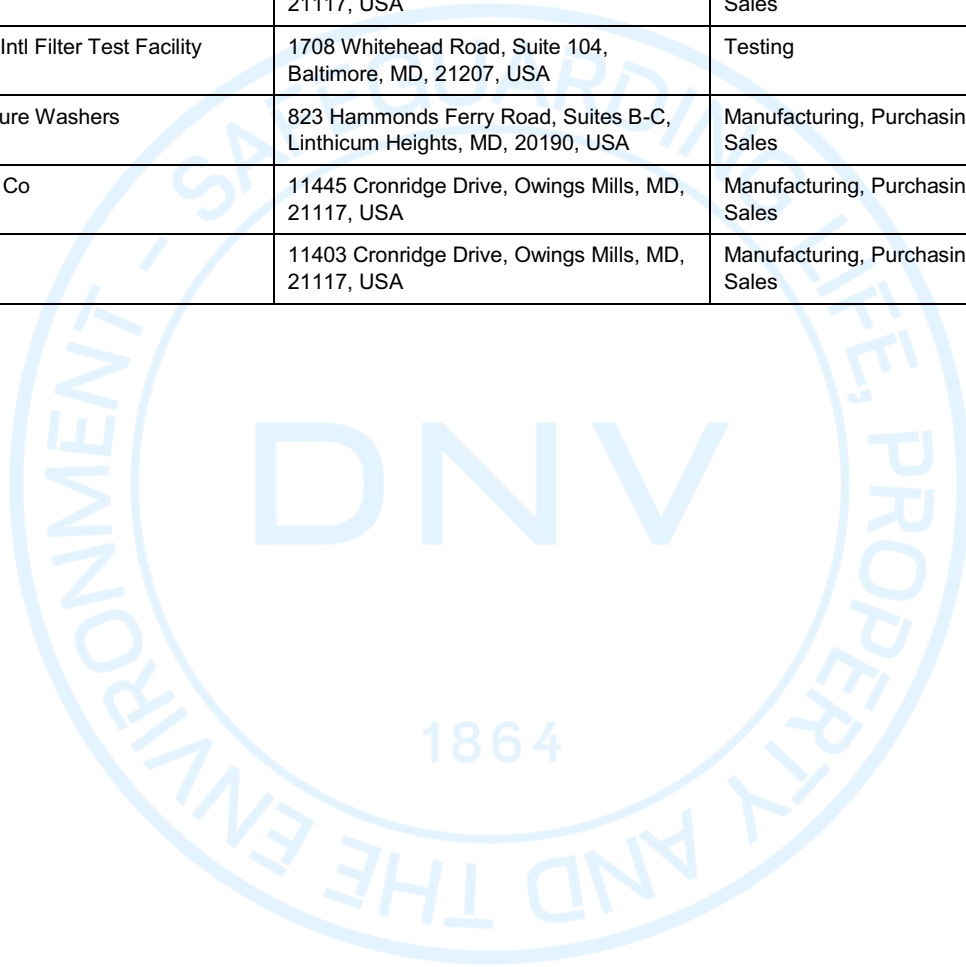 21117, USA
Sales
Intl Filter Test Facility
1708 Whitehead Road, Suite 104,
Baltimore, MD, 21207, USA
Testing
ure Washers
823 Hammonds Ferry Road, Suites B-C,
Linthicum Heights, MD, 20190, USA
Manufacturing, Purchasin
Sales
Co
11445 Cronridge Drive, Owings Mills, MD,
21117, USA
Manufacturing, Purchasin
Sales
11403 Cronridge Drive, Owings Mills, MD,
21117, USA
Manufacturing, Purchasin
Sales
SAFEGUARDING LIFE, PROPERTY AND THE ENVIRONMENT –
DNV
1864